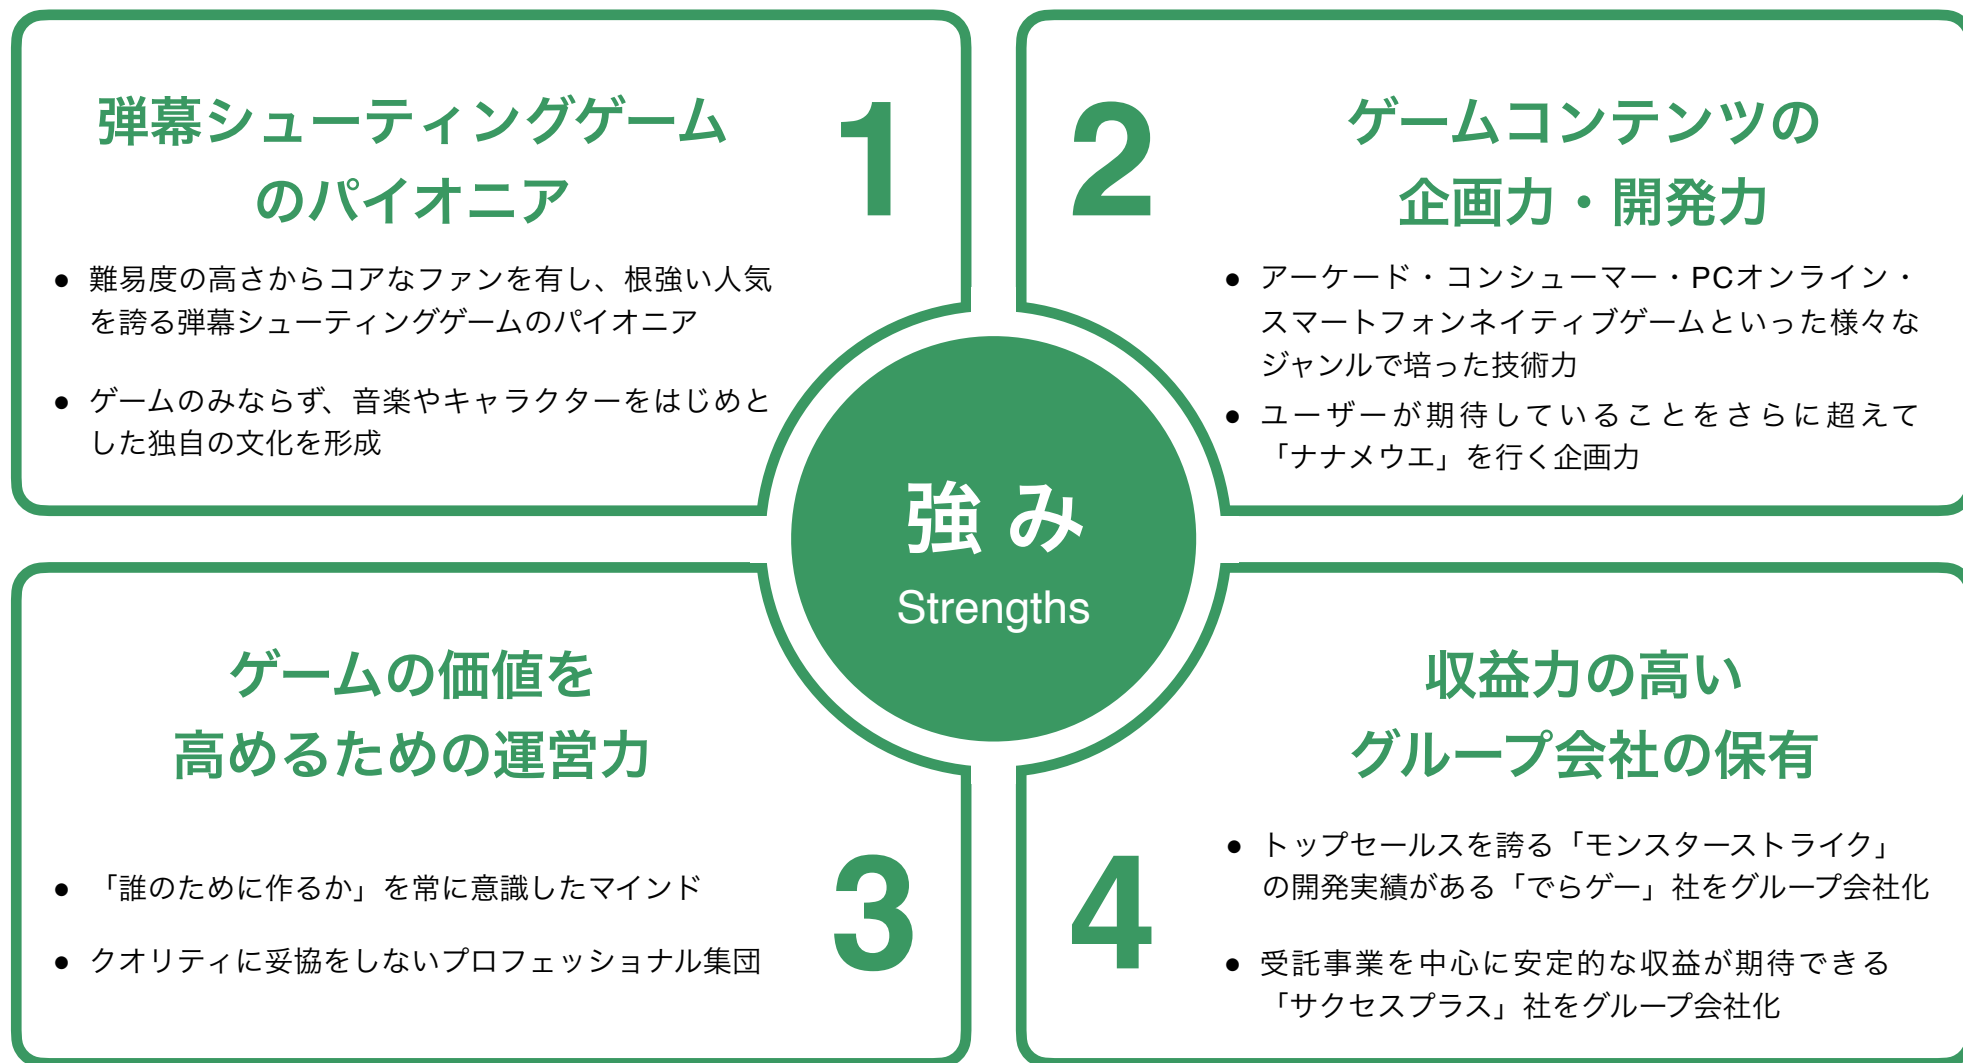 弾幕シューティングゲーム
のパイオニア
1
● 難易度の高さからコアなファンを有し、根強い人気
を誇る弾幕シューティングゲームのパイオニア
● ゲームのみならず、音楽やキャラクターをはじめと
した独自の文化を形成
2
ゲームコンテンツの
企画力・開発力
● アーケード・コンシューマー・PCオンライン・
スマートフォンネイティブゲームといった様々な
ジャンルで培った技術力
● ユーザーが期待していることをさらに超えて
「ナナメウエ」を行く企画力
強み
Strengths
ゲームの価値を
高めるための運営力
● 「誰のために作るか」を常に意識したマインド
● クオリティに妥協をしないプロフェッショナル集団
3
収益力の高い
グループ会社の保有
4
● トップセールスを誇る「モンスターストライク」
の開発実績がある「でらゲー」社をグループ会社化
● 受託事業を中心に安定的な収益が期待できる
「サクセスプラス」社をグループ会社化